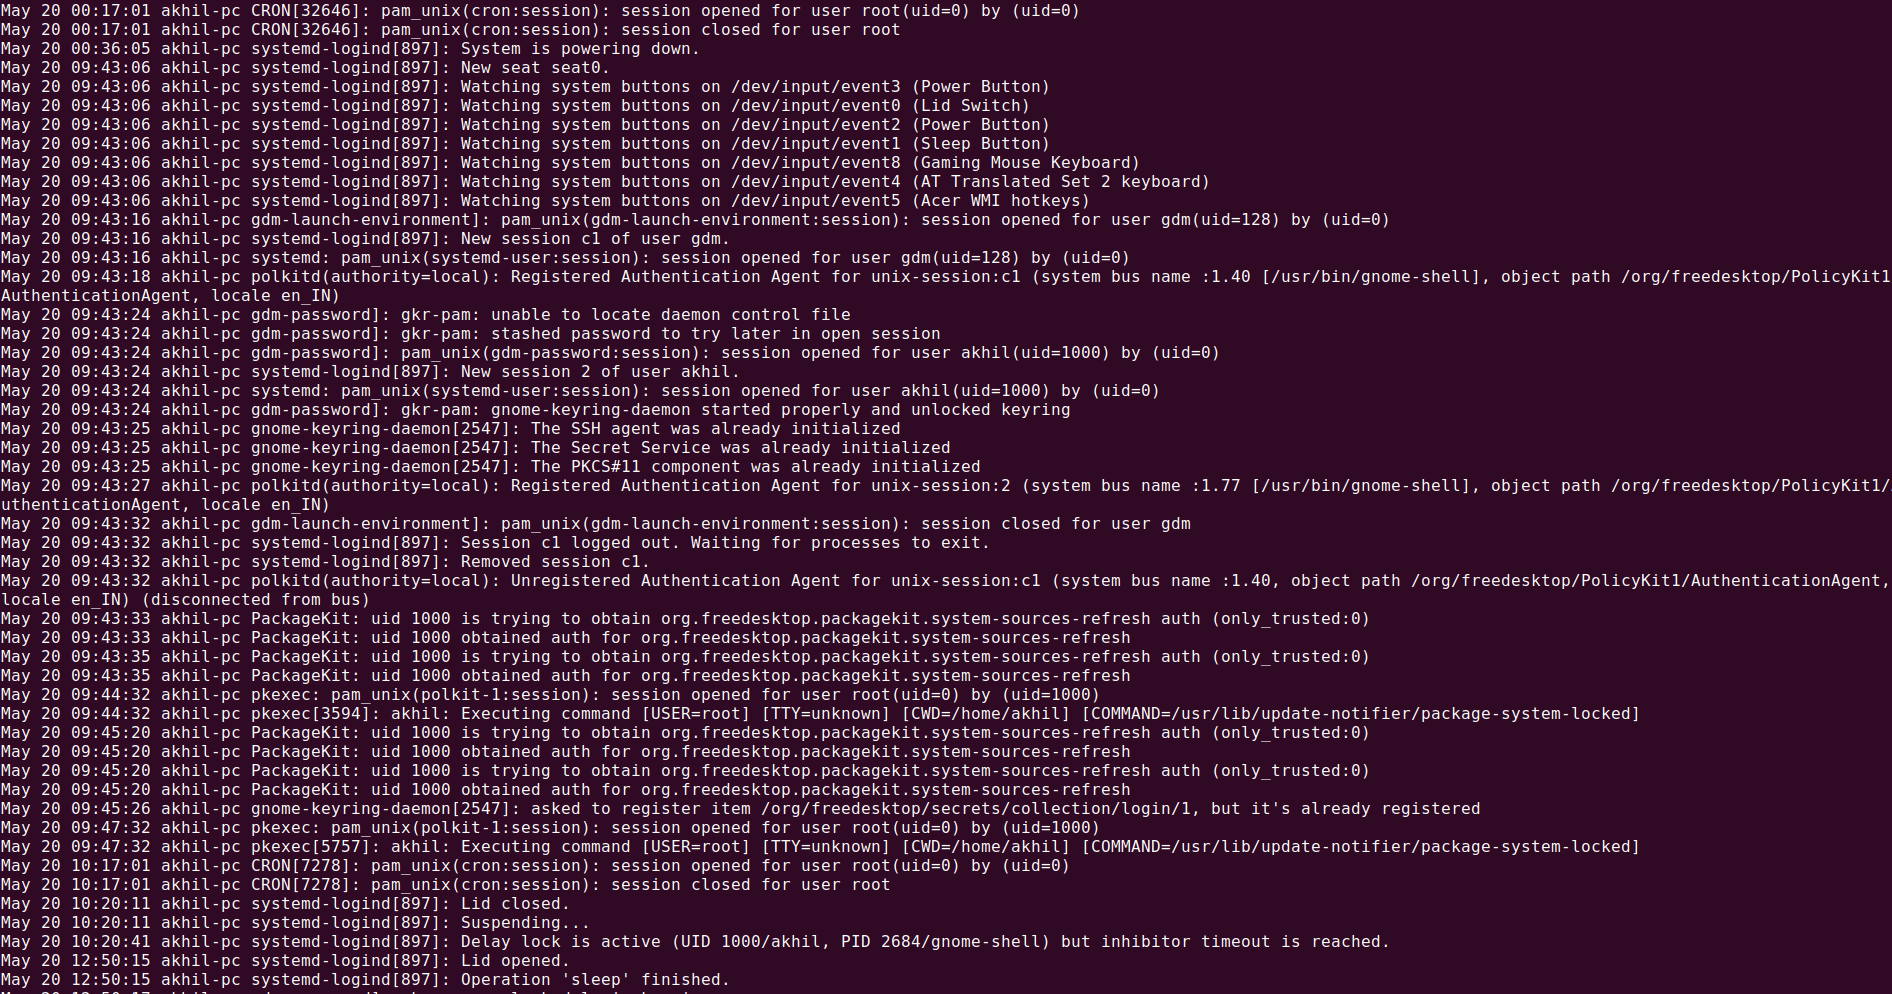 May 20 00:17:01 akhil-pc CRON[32646]: pam_unix(cron:session): session opened for user root(uid=0) by (uid=0)
May 20 00:17:01 akhil-pc CRON[32646]: pam_unix(cron:session): session closed for user root
May 20 00:36:05 akhil-pc systemd-logind[897]: System is powering down.
May 20 09:43:06 akhil-pc systemd-logind[897]: New seat seat0.
May 20 09:43:06 akhil-pc systemd-logind[897]: Watching system buttons on /dev/input/event3 (Power Button)
May 20 09:43:06 akhil-pc systemd-logind[897]: Watching system buttons on /dev/input/event0 (Lid Switch)
May 20 09:43:06 akhil-pc systemd-logind[897]: Watching system buttons on /dev/input/event2 (Power Button)
May 20 09:43:06 akhil-pc systemd-logind[897]: Watching system buttons on /dev/input/event1 (Sleep Button)
May 20 09:43:06 akhil-pc systemd-logind[897]: Watching system buttons on /dev/input/event8 (Gaming Mouse Keyboard)
May 20 09:43:06 akhil-pc systemd-logind[897]: Watching system buttons on /dev/input/event4 (AT Translated Set 2 keyboard)
May 20 09:43:06 akhil-pc systemd-logind[897]: Watching system buttons on /dev/input/event5 (Acer WMI hotkeys)
May 20 09:43:16 akhil-pc gdm-launch-environment]: pam_unix(gdm-launch-environment:session): session opened for user gdm(uid=128) by (uid=0)
May 20 09:43:16 akhil-pc systemd-logind[897]: New session c1 of user gdm.
May 20 09:43:16 akhil-pc systemd: pam_unix(systemd-user:session): session opened for user gdm(uid=128) by (uid=0)
May 20 09:43:18 akhil-pc polkitd(authority=local): Registered Authentication Agent for unix-session:c1 (system bus name :1.40 [/usr/bin/gnome-shell], object path /org/freedesktop/PolicyKit1
AuthenticationAgent, locale en_IN)
May 20 09:43:24 akhil-pc gdm-password]: gkr-pam: unable to locate daemon control file
May 20 09:43:24 akhil-pc gdm-password]: gkr-pam: stashed password to try later in open session
May 20 09:43:24 akhil-pc gdm-password]: pam_unix(gdm-password:session): session opened for user akhil(uid=1000) by (uid=0)
May 20 09:43:24 akhil-pc systemd-logind[897]: New session 2 of user akhil.
May 20 09:43:24 akhil-pc systemd: pam_unix(systemd-user:session): session opened for user akhil(uid=1000) by (uid=0)
May 20 09:43:24 akhil-pc gdm-password]: gkr-pam: gnome-keyring-daemon started properly and unlocked keyring
May 20 09:43:25 akhil-pc gnome-keyring-daemon[2547]: The SSH agent was already initialized
May 20 09:43:25 akhil-pc gnome-keyring-daemon[2547]: The Secret Service was already initialized
May 20 09:43:25 akhil-pc gnome-keyring-daemon[2547]: The PKCS#11 component was already initialized
May 20 09:43:27 akhil-pc polkitd(authority=local): Registered Authentication Agent for unix-session:2 (system bus name :1.77 [/usr/bin/gnome-shell], object path /org/freedesktop/PolicyKit1/
uthenticationAgent, locale en_IN)
May 20 09:43:32 akhil-pc gdm-launch-environment]: pam_unix(gdm-launch-environment:session): session closed for user gdm
May 20 09:43:32 akhil-pc systemd-logind[897]: Session c1 logged out. Waiting for processes to exit.
May 20 09:43:32 akhil-pc systemd-logind[897]: Removed session c1.
May 20 09:43:32 akhil-pc polkitd(authority=local): Unregistered Authentication Agent for unix-session:c1 (system bus name :1.40, object path /org/freedesktop/PolicyKit1/AuthenticationAgent,
locale en_IN) (disconnected from bus)
May 20 09:43:33 akhil-pc PackageKit: uid 1000 is trying to obtain org.freedesktop.packagekit.system-sources-refresh auth (only_trusted:0)
May 20 09:43:33 akhil-pc PackageKit: uid 1000 obtained auth for org.freedesktop.packagekit.system-sources-refresh
May 20 09:43:35 akhil-pc PackageKit: uid 1000 is trying to obtain org.freedesktop.packagekit.system-sources-refresh auth (only_trusted:0)
May 20 09:43:35 akhil-pc PackageKit: uid 1000 obtained auth for org.freedesktop.packagekit.system-sources-refresh
May 20 09:44:32 akhil-pc pkexec: pam_unix(polkit-1:session): session opened for user root(uid=0) by (uid=1000)
May 20 09:44:32 akhil-pc pkexec[3594]: akhil: Executing command [USER=root] [TTY=unknown] [CWD=/home/akhil] [COMMAND=/usr/lib/update-notifier/package-system-locked]
May 20 09:45:20 akhil-pc PackageKit: uid 1000 is trying to obtain org.freedesktop.packagekit.system-sources-refresh auth (only_trusted:0)
May 20 09:45:20 akhil-pc PackageKit: uid 1000 obtained auth for org.freedesktop.packagekit.system-sources-refresh
May 20 09:45:20 akhil-pc PackageKit: uid 1000 is trying to obtain org.freedesktop.packagekit.system-sources-refresh auth (only_trusted:0)
May 20 09:45:20 akhil-pc PackageKit: uid 1000 obtained auth for org.freedesktop.packagekit.system-sources-refresh
May 20 09:45:26 akhil-pc gnome-keyring-daemon[2547]: asked to register item /org/freedesktop/secrets/collection/login/1, but it's already registered
May 20 09:47:32 akhil-pc pkexec: pam_unix(polkit-1:session): session opened for user root(uid=0) by (uid=1000)
May 20 09:47:32 akhil-pc pkexec[5757]: akhil: Executing command [USER=root] [TTY=unknown] [CWD=/home/akhil] [COMMAND=/usr/lib/update-notifier/package-system-locked]
May 20 10:17:01 akhil-pc CRON[7278]: pam_unix(cron:session): session opened for user root(uid=0) by (uid=0)
May 20 10:17:01 akhil-pc CRON[7278]: pam_unix(cron:session): session closed for user root
May 20 10:20:11 akhil-pc systemd-logind[897]: Lid closed.
May 20 10:20:11 akhil-pc systemd-logind[897]: Suspending...
May 20 10:20:41 akhil-pc systemd-logind[897]: Delay lock is active (UID 1000/akhil, PID 2684/gnome-shell) but inhibitor timeout is reached.
May 20 12:50:15 akhil-pc systemd-logind[897]: Lid opened.
May 20 12:50:15 akhil-pc systemd-logind[897]: Operation 'sleep' finished.